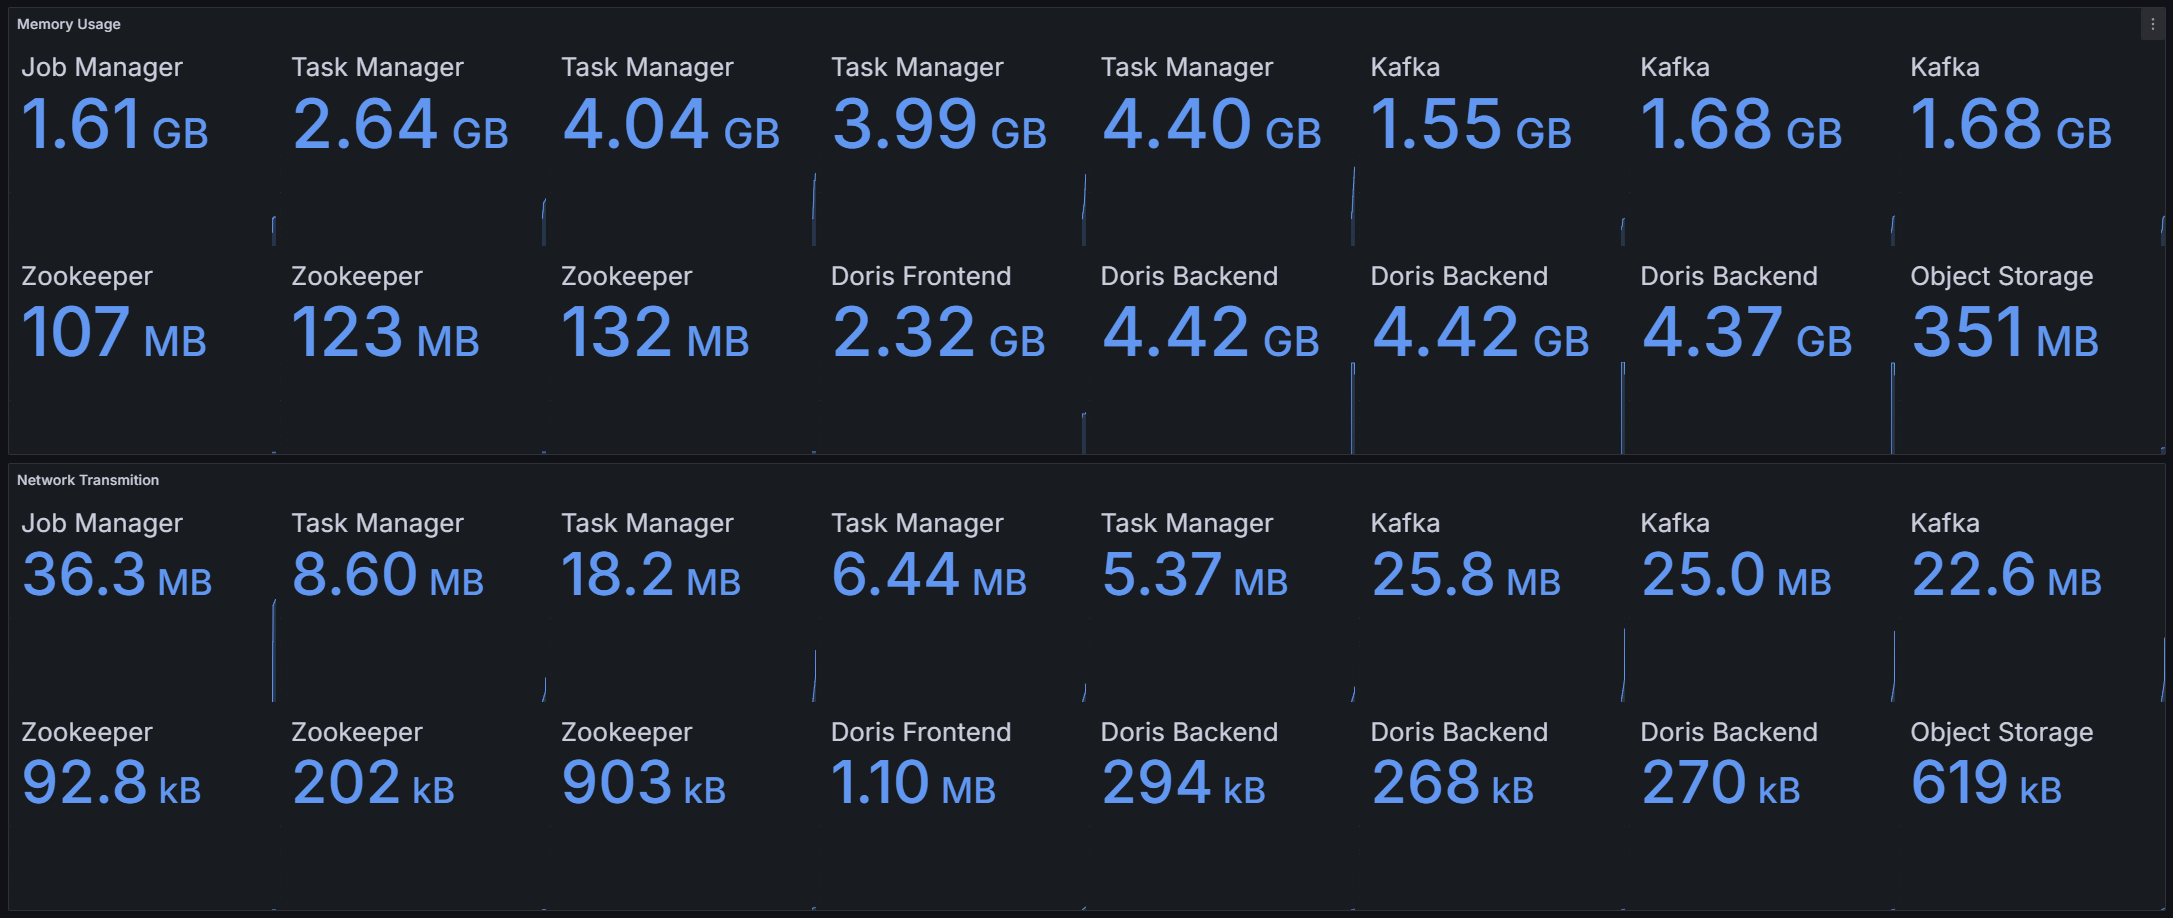 Memory Usage
Job Manager Task Manager Task Manager Task Manager Task Manager Kafka Kafka Kafka
1.61 GB 2.64 GB 4.04 GB 3.99 GB 4.40 GB 1.55 GB 1.68 GB 1.68 GB
Zookeeper Zookeeper Zookeeper Doris Frontend Doris Backend Doris Backend Doris Backend Object Storage
107 MB 123 MB 132 MB 2.32 GB 4.42 GB 4.42 GB 4.37 GB 351 MB
Network Transmition
Job Manager Task Manager Task Manager Task Manager Task Manager Kafka Kafka Kafka
36.3 MB 8.60 MB 18.2 MB 6.44 MB 5.37 MB 25.8 MB 25.0 MB 22.6 MB
Zookeeper Zookeeper Zookeeper Doris Frontend Doris Backend Doris Backend Doris Backend Object Storage
92.8 kB 202 kB 903 kB 1.10 MB 294 kB 268 kB 270 kB 619 kB